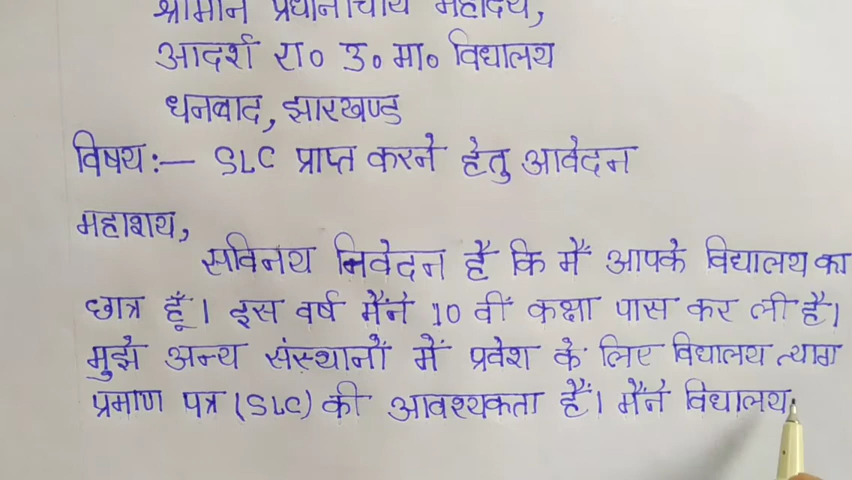 श्रीमान प्रधानाचार्य महोदय,
आदर्श रा० उ० मा० विद्यालय
धनबाद, झारखण्ड
विषय:— SLC प्राप्त करने हेतु आवेदन
महाशय,
सविनय निवेदन है कि मैं आपके विद्यालय का
छात्र हूँ। इस वर्ष मैंने 10 वीं कक्षा पास कर ली है।
मुझे अन्य संस्थानों में प्रवेश के लिए विद्यालय त्याग
प्रमाण पत्र (SLC) की आवश्यकता हैं। मैंने विद्यालय